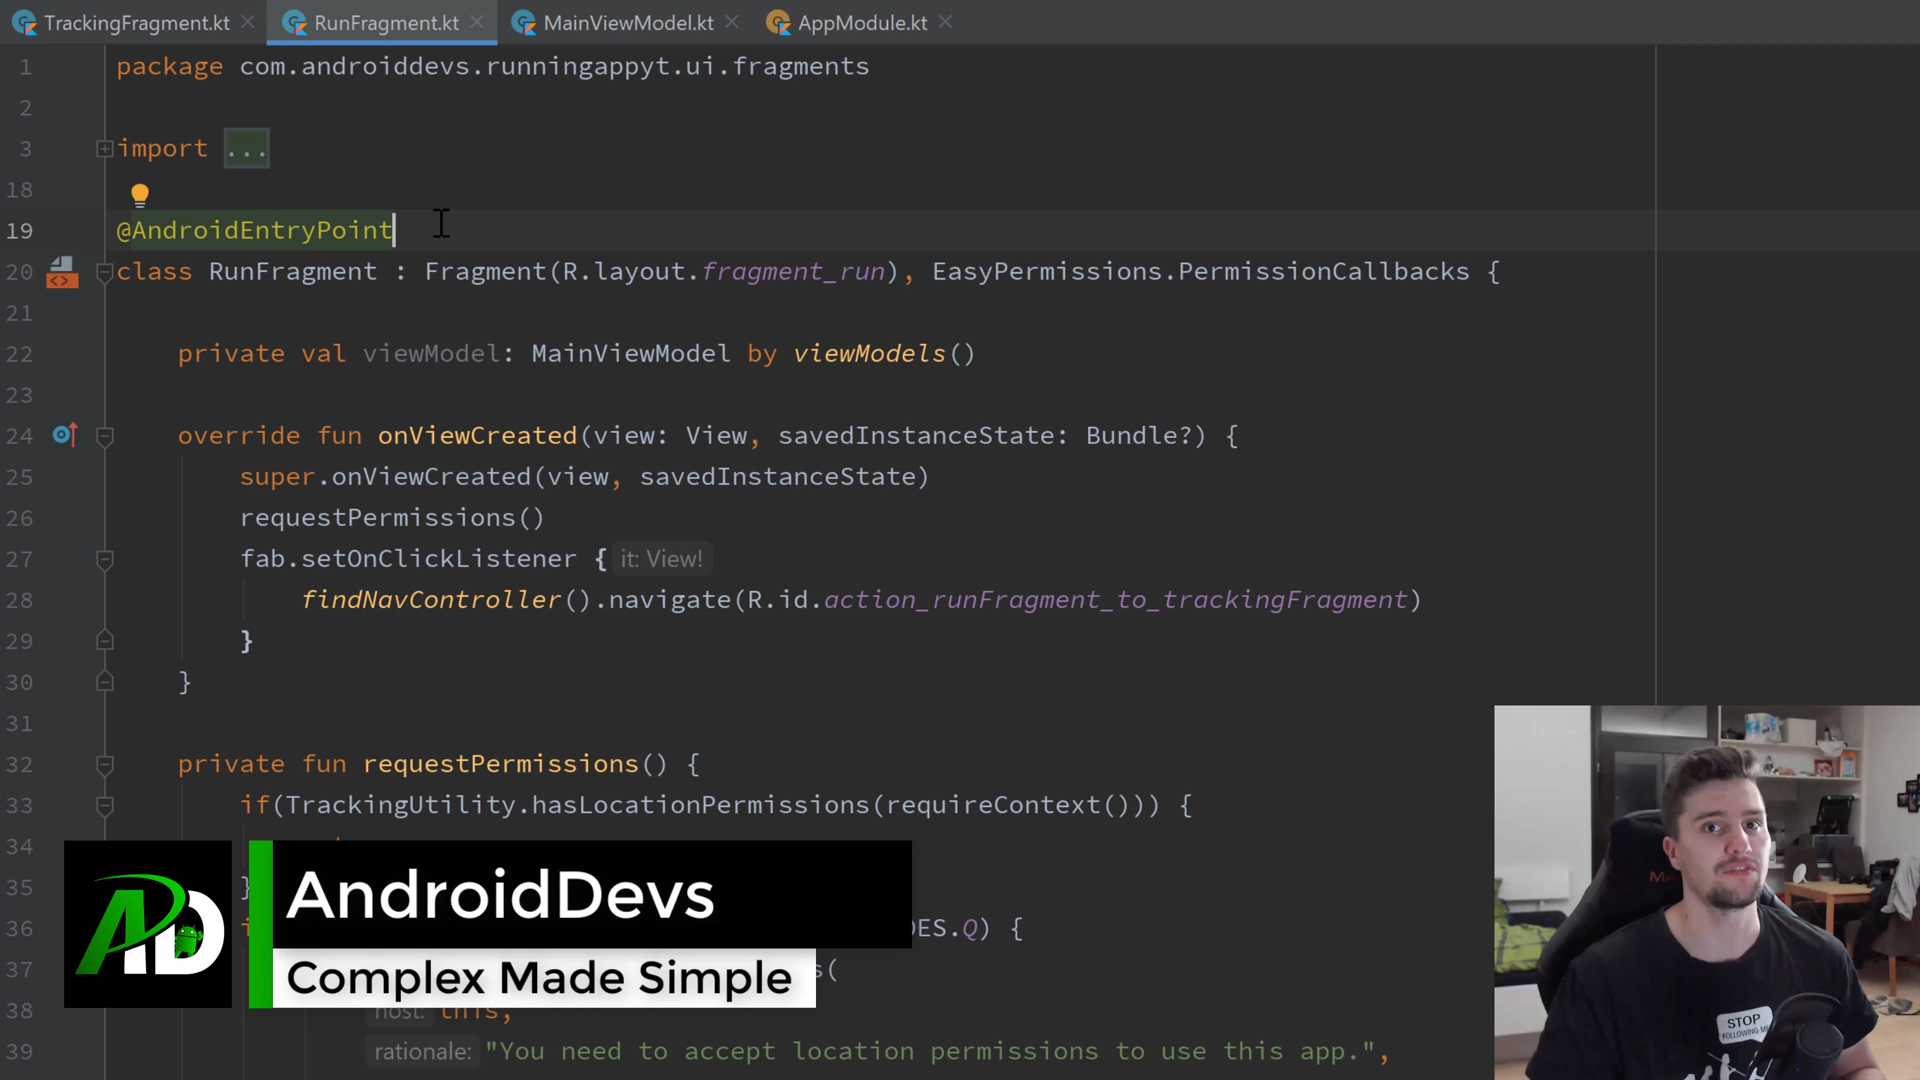 TrackingFragment.kt RunFragment.kt MainViewModel.kt AppModule.kt
1 package com.androiddevs.runningappyt.ui.fragments
2
3 import ...
18
19 @AndroidEntryPoint
20 class RunFragment : Fragment(R.layout.fragment_run), EasyPermissions.PermissionCallbacks {
21
22 private val viewModel: MainViewModel by viewModels()
23
24 override fun onViewCreated(view: View, savedInstanceState: Bundle?) {
25 super.onViewCreated(view, savedInstanceState)
26 requestPermissions()
27 fab.setOnClickListener { it: View!
28 findNavController().navigate(R.id.action_runFragment_to_trackingFragment)
29 }
30 }
31
32 private fun requestPermissions() {
33 if(TrackingUtility.hasLocationPermissions(requireContext())) {
34
35 }
36 .Q) {
37 (
38 host: this,
39 rationale: "You need to accept location permissions to use this app.",
AD
AndroidDevs
Complex Made Simple
STOP
FOLLOWING ME